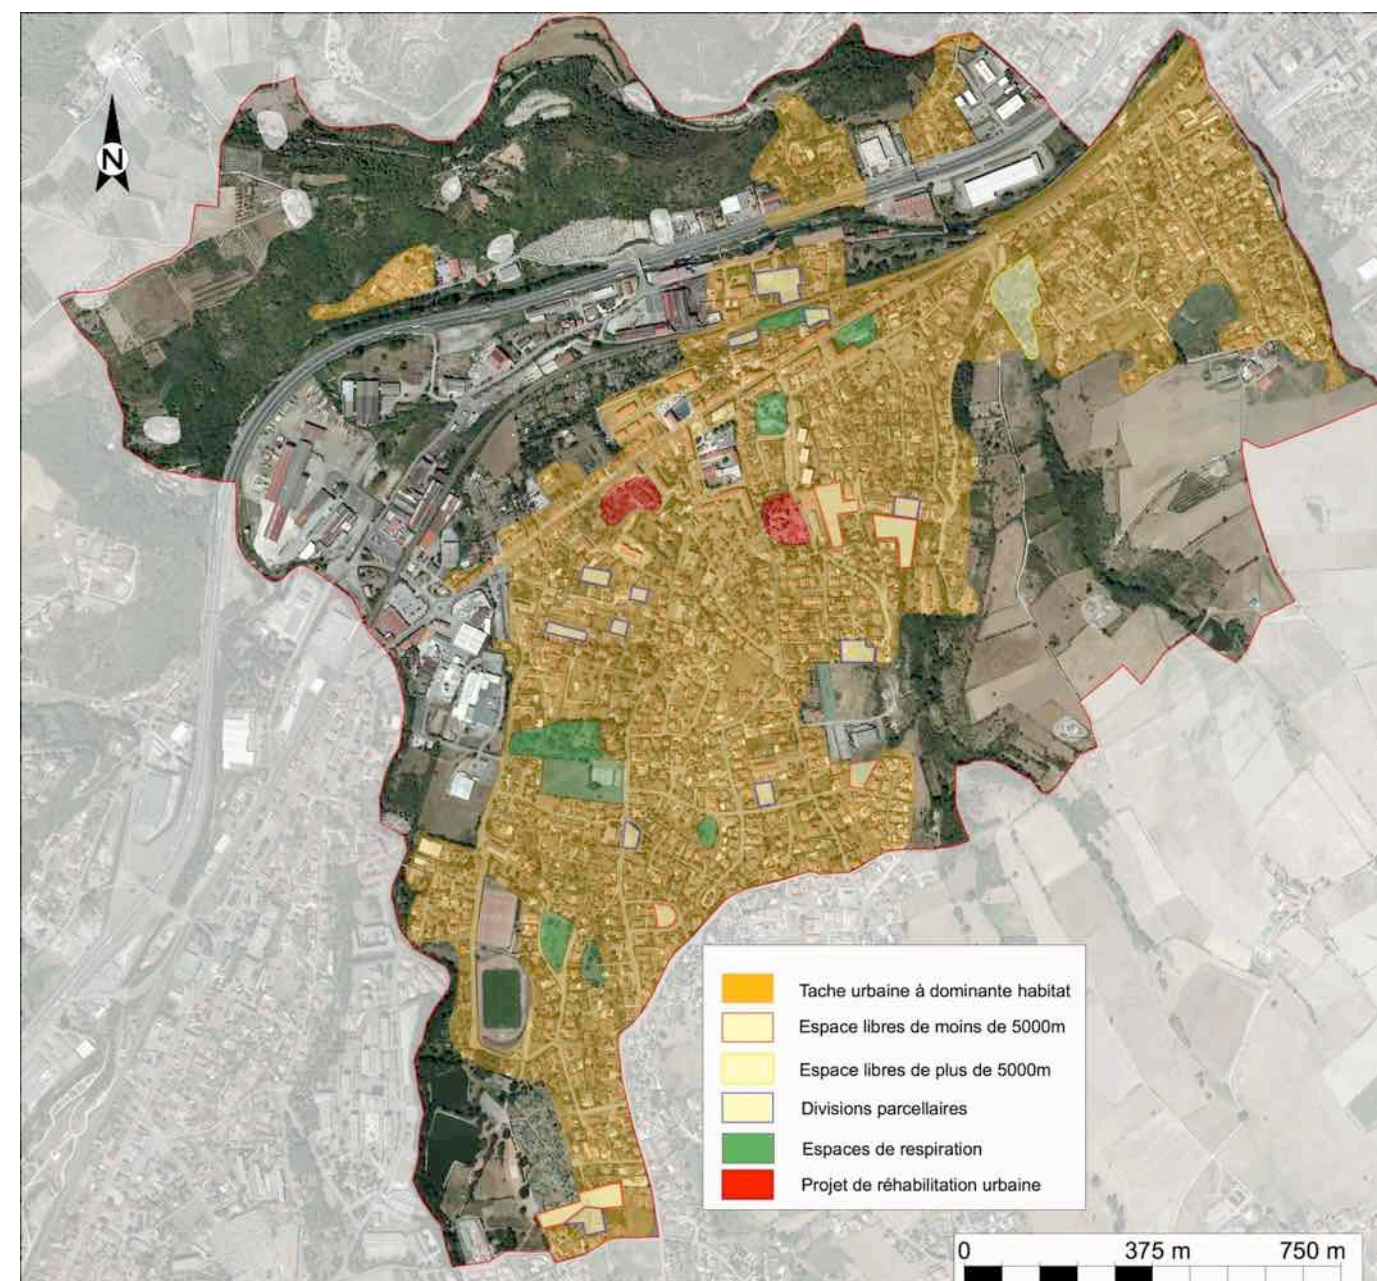 N
Tache urbaine à dominante habitat
Espace libres de moins de 5000m
Espace libres de plus de 5000m
Divisions parcellaires
Espaces de respiration
Projet de réhabilitation urbaine
0 375 m 750 m